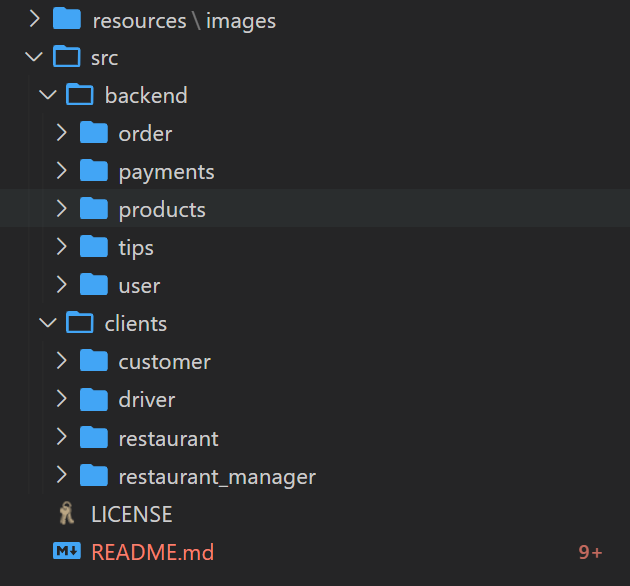 resources\images
src
backend
order
payments
products
tips
user
clients
customer
driver
restaurant
restaurant_manager
LICENSE
M↓ README.md 9+